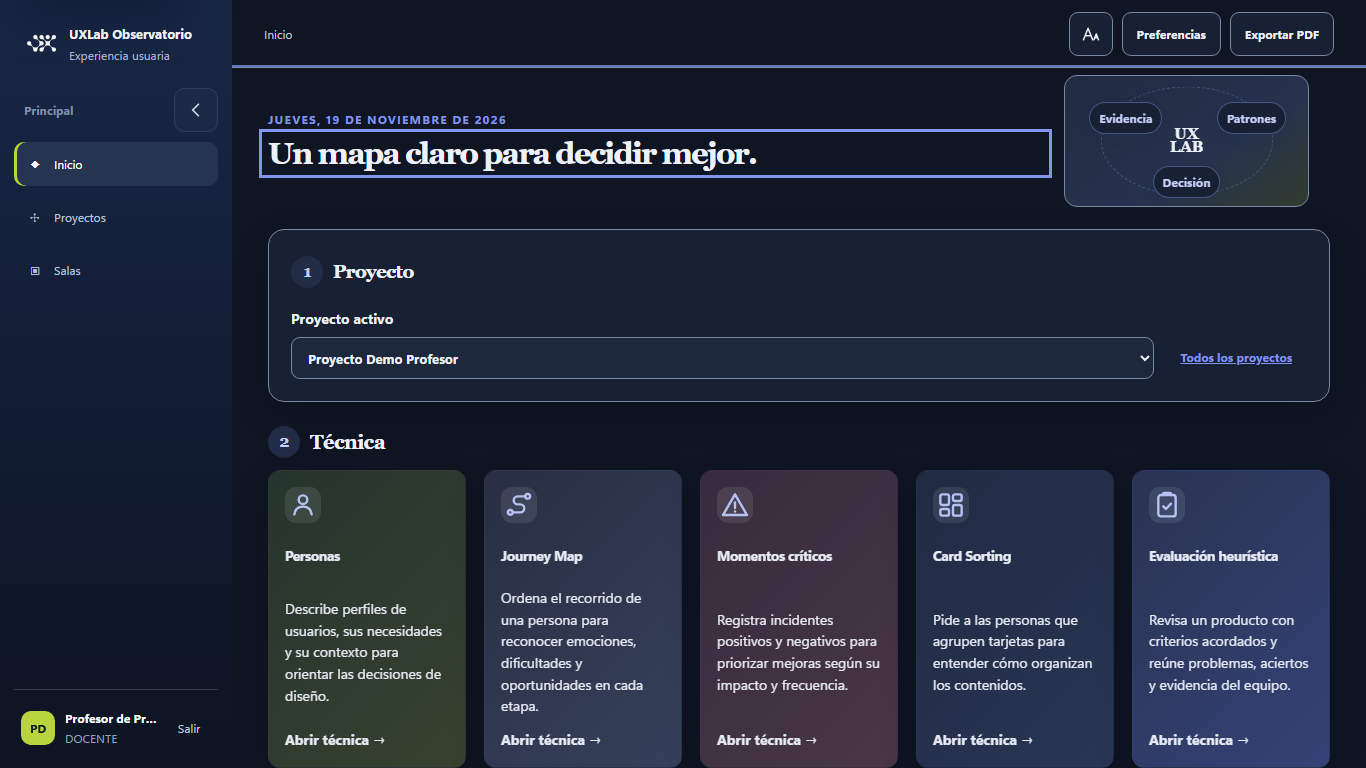 UXLab Observatorio
Experiencia usuaria
Principal
Inicio
Proyectos
Salas
PD
Profesor de Pr...
DOCENTE
Salir
Inicio
Preferencias
Exportar PDF
JUEVES, 19 DE NOVIEMBRE DE 2026
Un mapa claro para decidir mejor.
Evidencia
Patrones
UX
LAB
Decisión
1
Proyecto
Proyecto activo
Proyecto Demo Profesor
Todos los proyectos
2
Técnica
Personas
Describe perfiles de
usuarios, sus necesidades
y su contexto para
orientar las decisiones de
diseño.
Abrir técnica →
Journey Map
Ordena el recorrido de
una persona para
reconocer emociones,
dificultades y
oportunidades en cada
etapa.
Abrir técnica →
Momentos críticos
Registra incidentes
positivos y negativos para
priorizar mejoras según su
impacto y frecuencia.
Abrir técnica →
Card Sorting
Pide a las personas que
agrupen tarjetas para
entender cómo organizan
los contenidos.
Abrir técnica →
Evaluación heurística
Revisa un producto con
criterios acordados y
reúne problemas, aciertos
y evidencia del equipo.
Abrir técnica →